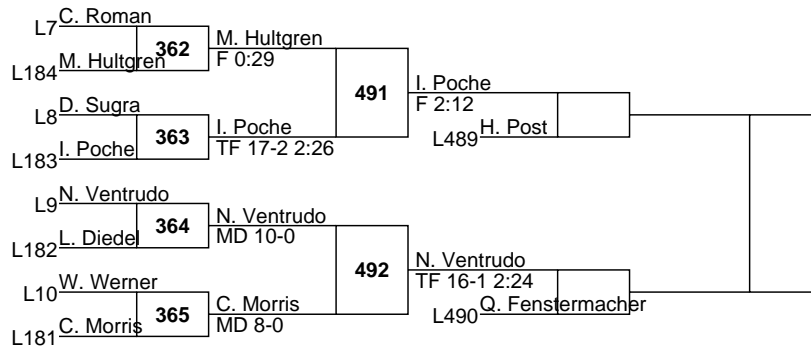 C. Roman
L7
362
M. Hultgren
F 0:29
M. Hultgren
L184
491
I. Poche
F 2:12
D. Sugra
L8
363
I. Poche
TF 17-2 2:26
H. Post
L489
I. Poche
L183
N. Ventrudo
L9
364
N. Ventrudo
MD 10-0
L. Diedel
L182
492
N. Ventrudo
TF 16-1 2:24
W. Werner
L10
365
C. Morris
MD 8-0
Q. Fenstermacher
L490
C. Morris
L181